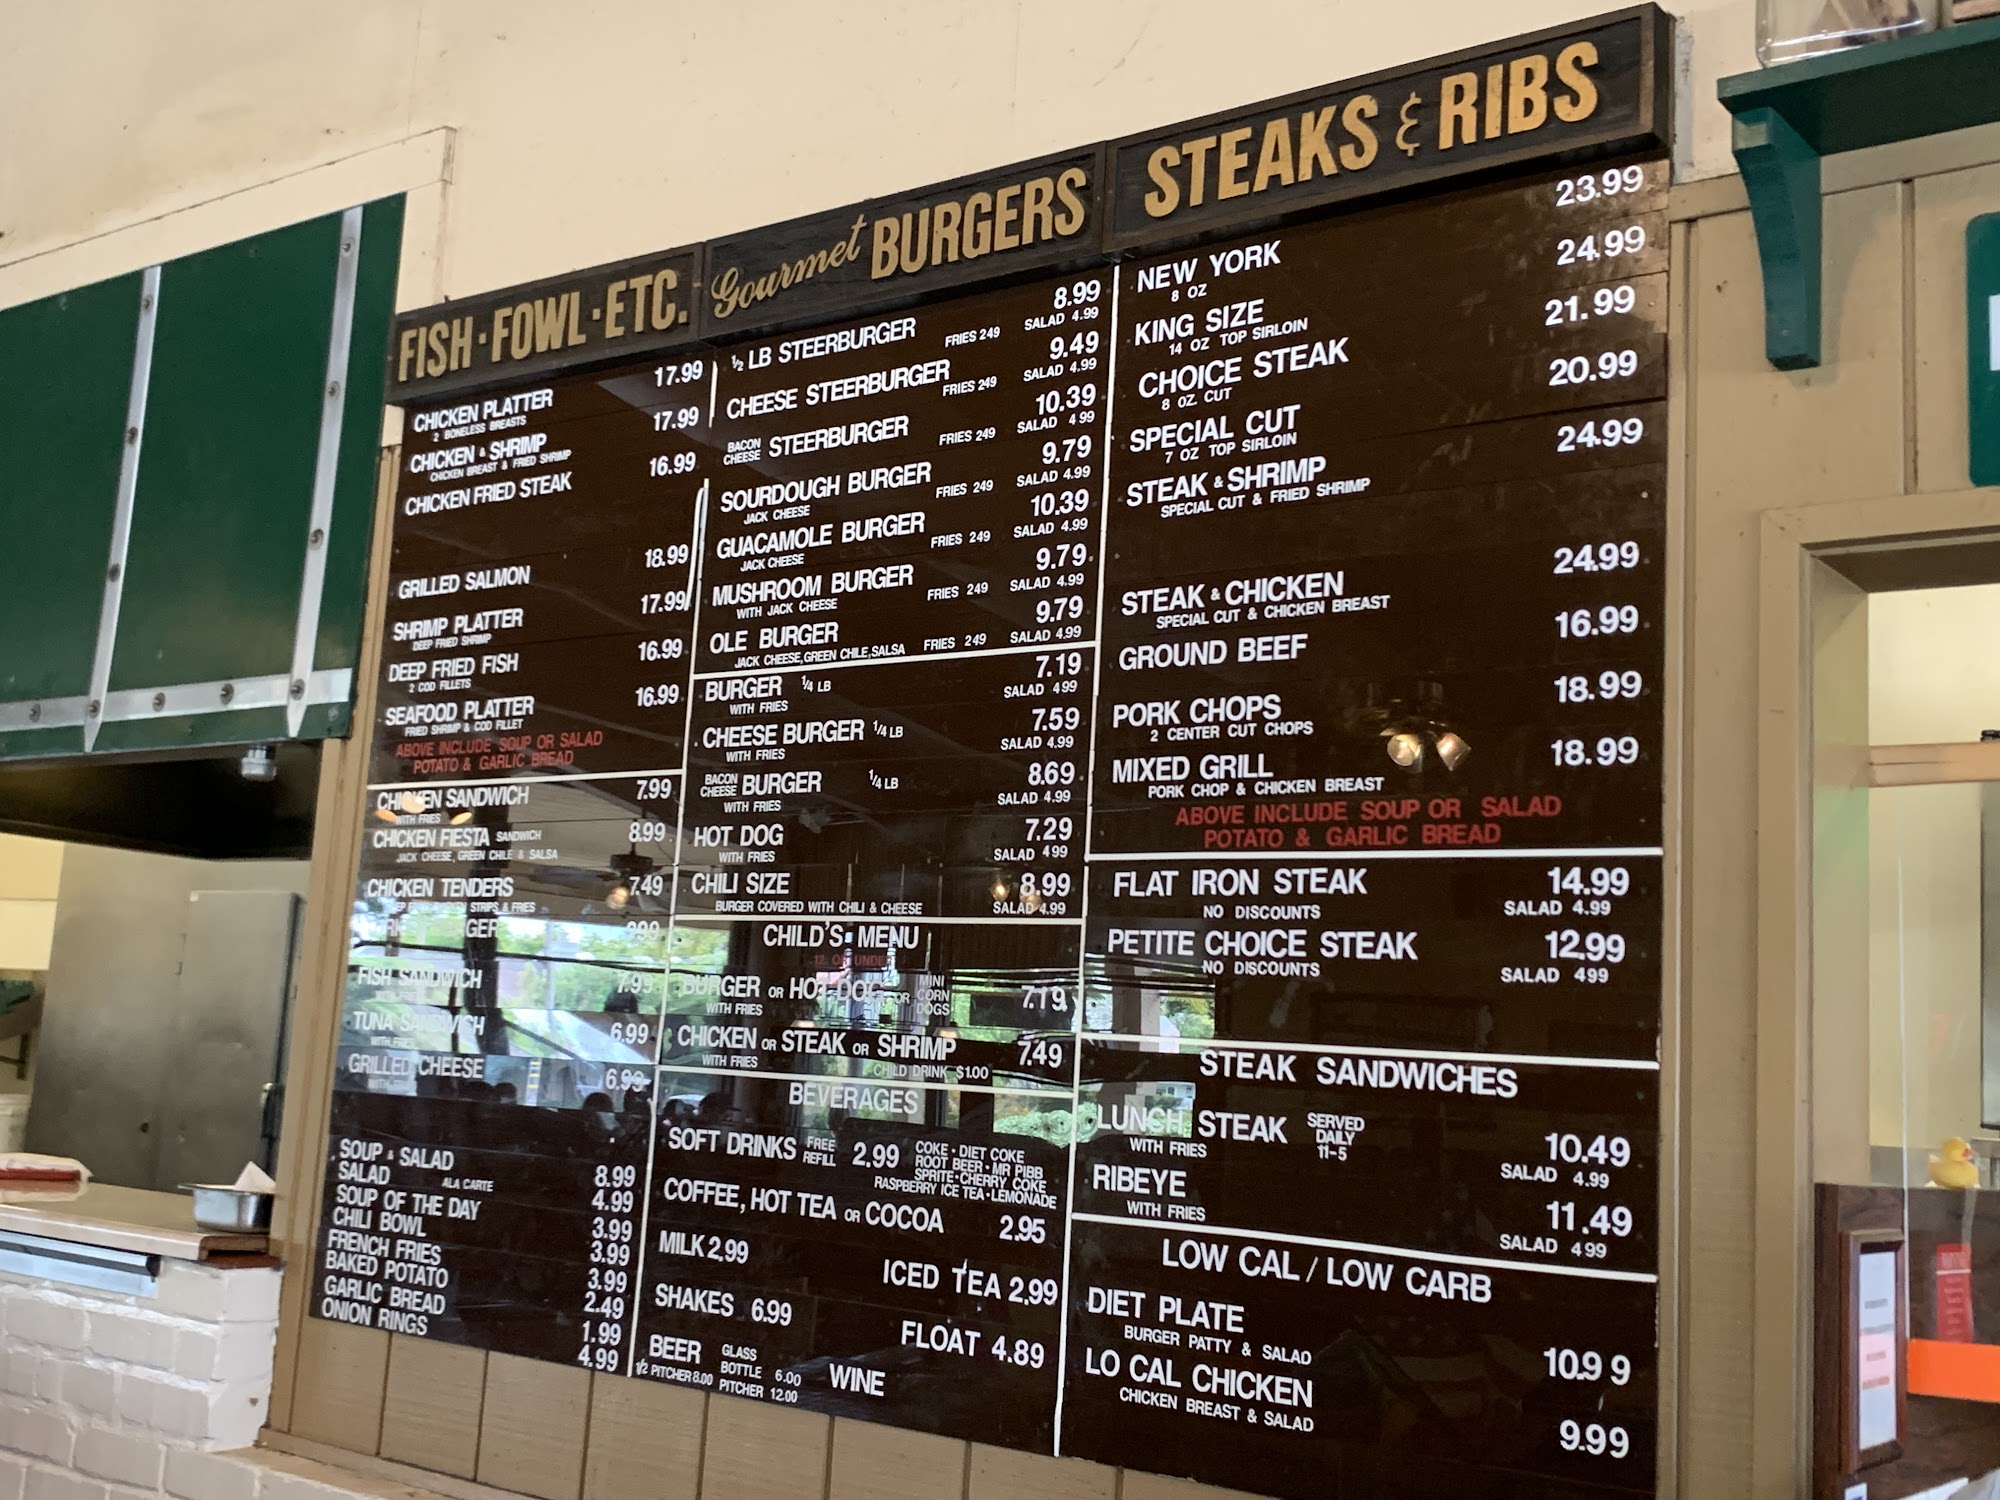 FISH · FOWL · ETC.
CHICKEN PLATTER 17.99
2 BONELESS BREASTS
CHICKEN & SHRIMP 17.99
CHICKEN BREAST & FRIED SHRIMP
CHICKEN FRIED STEAK 16.99
GRILLED SALMON 18.99
SHRIMP PLATTER 17.99
DEEP FRIED SHRIMP
DEEP FRIED FISH 16.99
2 COD FILLETS
SEAFOOD PLATTER 16.99
FRIED SHRIMP & COD FILLET
ABOVE INCLUDE SOUP OR SALAD
POTATO & GARLIC BREAD
CHICKEN SANDWICH 7.99
WITH FRIES
CHICKEN FIESTA SANDWICH 8.99
JACK CHEESE, GREEN CHILE & SALSA
CHICKEN TENDERS 7.49
STRIPS & FRIES
FISH SANDWICH 7.99
WITH FRIES
TUNA SANDWICH 6.99
WITH FRIES
GRILLED CHEESE 6.99
WITH
SOUP & SALAD 8.99
SALAD ALA CARTE 4.99
SOUP OF THE DAY 3.99
CHILI BOWL 3.99
FRENCH FRIES 3.99
BAKED POTATO 2.49
GARLIC BREAD 1.99
ONION RINGS 4.99
Gourmet BURGERS
½ LB STEERBURGER FRIES 249 8.99
SALAD 4.99
CHEESE STEERBURGER FRIES 249 9.49
SALAD 4.99
BACON CHEESE STEERBURGER FRIES 249 10.39
SALAD 4 99
SOURDOUGH BURGER FRIES 249 9.79
JACK CHEESE SALAD 4.99
GUACAMOLE BURGER FRIES 249 10.39
JACK CHEESE SALAD 4.99
MUSHROOM BURGER FRIES 249 9.79
WITH JACK CHEESE SALAD 4.99
OLE BURGER FRIES 249 9.79
JACK CHEESE, GREEN CHILE, SALSA SALAD 4.99
BURGER ¼ LB 7.19
WITH FRIES SALAD 4 99
CHEESE BURGER ¼ LB 7.59
WITH FRIES SALAD 4.99
BACON CHEESE BURGER ¼ LB 8.69
WITH FRIES SALAD 4.99
HOT DOG 7.29
WITH FRIES SALAD 4 99
CHILI SIZE 8.99
BURGER COVERED WITH CHILI & CHEESE SALAD 4.99
CHILD'S MENU
12 OR UNDER
BURGER OR HOT DOG OR MINI CORN DOGS 7.19
WITH FRIES
CHICKEN OR STEAK OR SHRIMP 7.49
WITH FRIES CHILD DRINK $1.00
BEVERAGES
SOFT DRINKS FREE REFILL 2.99
COKE · DIET COKE
ROOT BEER · MR PIBB
SPRITE · CHERRY COKE
RASPBERRY ICE TEA · LEMONADE
COFFEE, HOT TEA OR COCOA 2.95
MILK 2.99
ICED TEA 2.99
SHAKES 6.99
FLOAT 4.89
BEER GLASS
BOTTLE 6.00
1/2 PITCHER 8.00 PITCHER 12.00
WINE
STEAKS & RIBS
NEW YORK 23.99
8 OZ
KING SIZE 24.99
14 OZ TOP SIRLOIN
CHOICE STEAK 21.99
8 OZ. CUT
SPECIAL CUT 20.99
7 OZ TOP SIRLOIN
STEAK & SHRIMP 24.99
SPECIAL CUT & FRIED SHRIMP
STEAK & CHICKEN 24.99
SPECIAL CUT & CHICKEN BREAST
GROUND BEEF 16.99
PORK CHOPS 18.99
2 CENTER CUT CHOPS
MIXED GRILL 18.99
PORK CHOP & CHICKEN BREAST
ABOVE INCLUDE SOUP OR SALAD
POTATO & GARLIC BREAD
FLAT IRON STEAK 14.99
NO DISCOUNTS SALAD 4.99
PETITE CHOICE STEAK 12.99
NO DISCOUNTS SALAD 499
STEAK SANDWICHES
LUNCH STEAK SERVED DAILY 11-5 10.49
WITH FRIES SALAD 4.99
RIBEYE 11.49
WITH FRIES SALAD 4 99
LOW CAL / LOW CARB
DIET PLATE 10.9 9
BURGER PATTY & SALAD
LO CAL CHICKEN 9.99
CHICKEN BREAST & SALAD